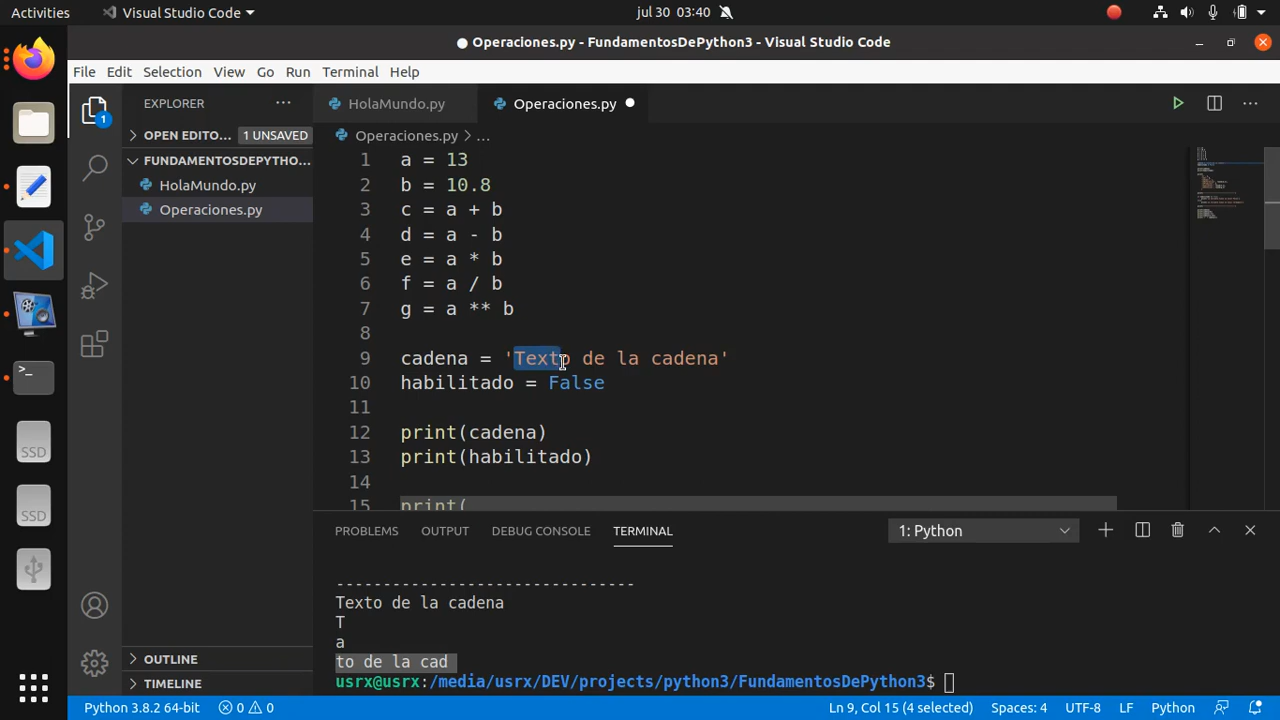 Activities
Visual Studio Code
jul 30 03:40
Operaciones.py - FundamentosDePython3 - Visual Studio Code
File Edit Selection View Go Run Terminal Help
EXPLORER
HolaMundo.py
Operaciones.py
OPEN EDITO... 1 UNSAVED
Operaciones.py > ...
FUNDAMENTOSDEPYTHO...
HolaMundo.py
Operaciones.py
1
1 a = 13
2 b = 10.8
3 c = a + b
4 d = a - b
5 e = a * b
6 f = a / b
7 g = a ** b
8
9 cadena = 'Texto de la cadena'
10 habilitado = False
11
12 print(cadena)
13 print(habilitado)
14
15 print(
PROBLEMS OUTPUT DEBUG CONSOLE TERMINAL
1: Python
-------------------------------
Texto de la cadena
T
a
to de la cad
usrx@usrx:/media/usrx/DEV/projects/python3/FundamentosDePython3$
SSD
SSD
OUTLINE
TIMELINE
Python 3.8.2 64-bit 0 0 Ln 9, Col 15 (4 selected) Spaces: 4 UTF-8 LF Python